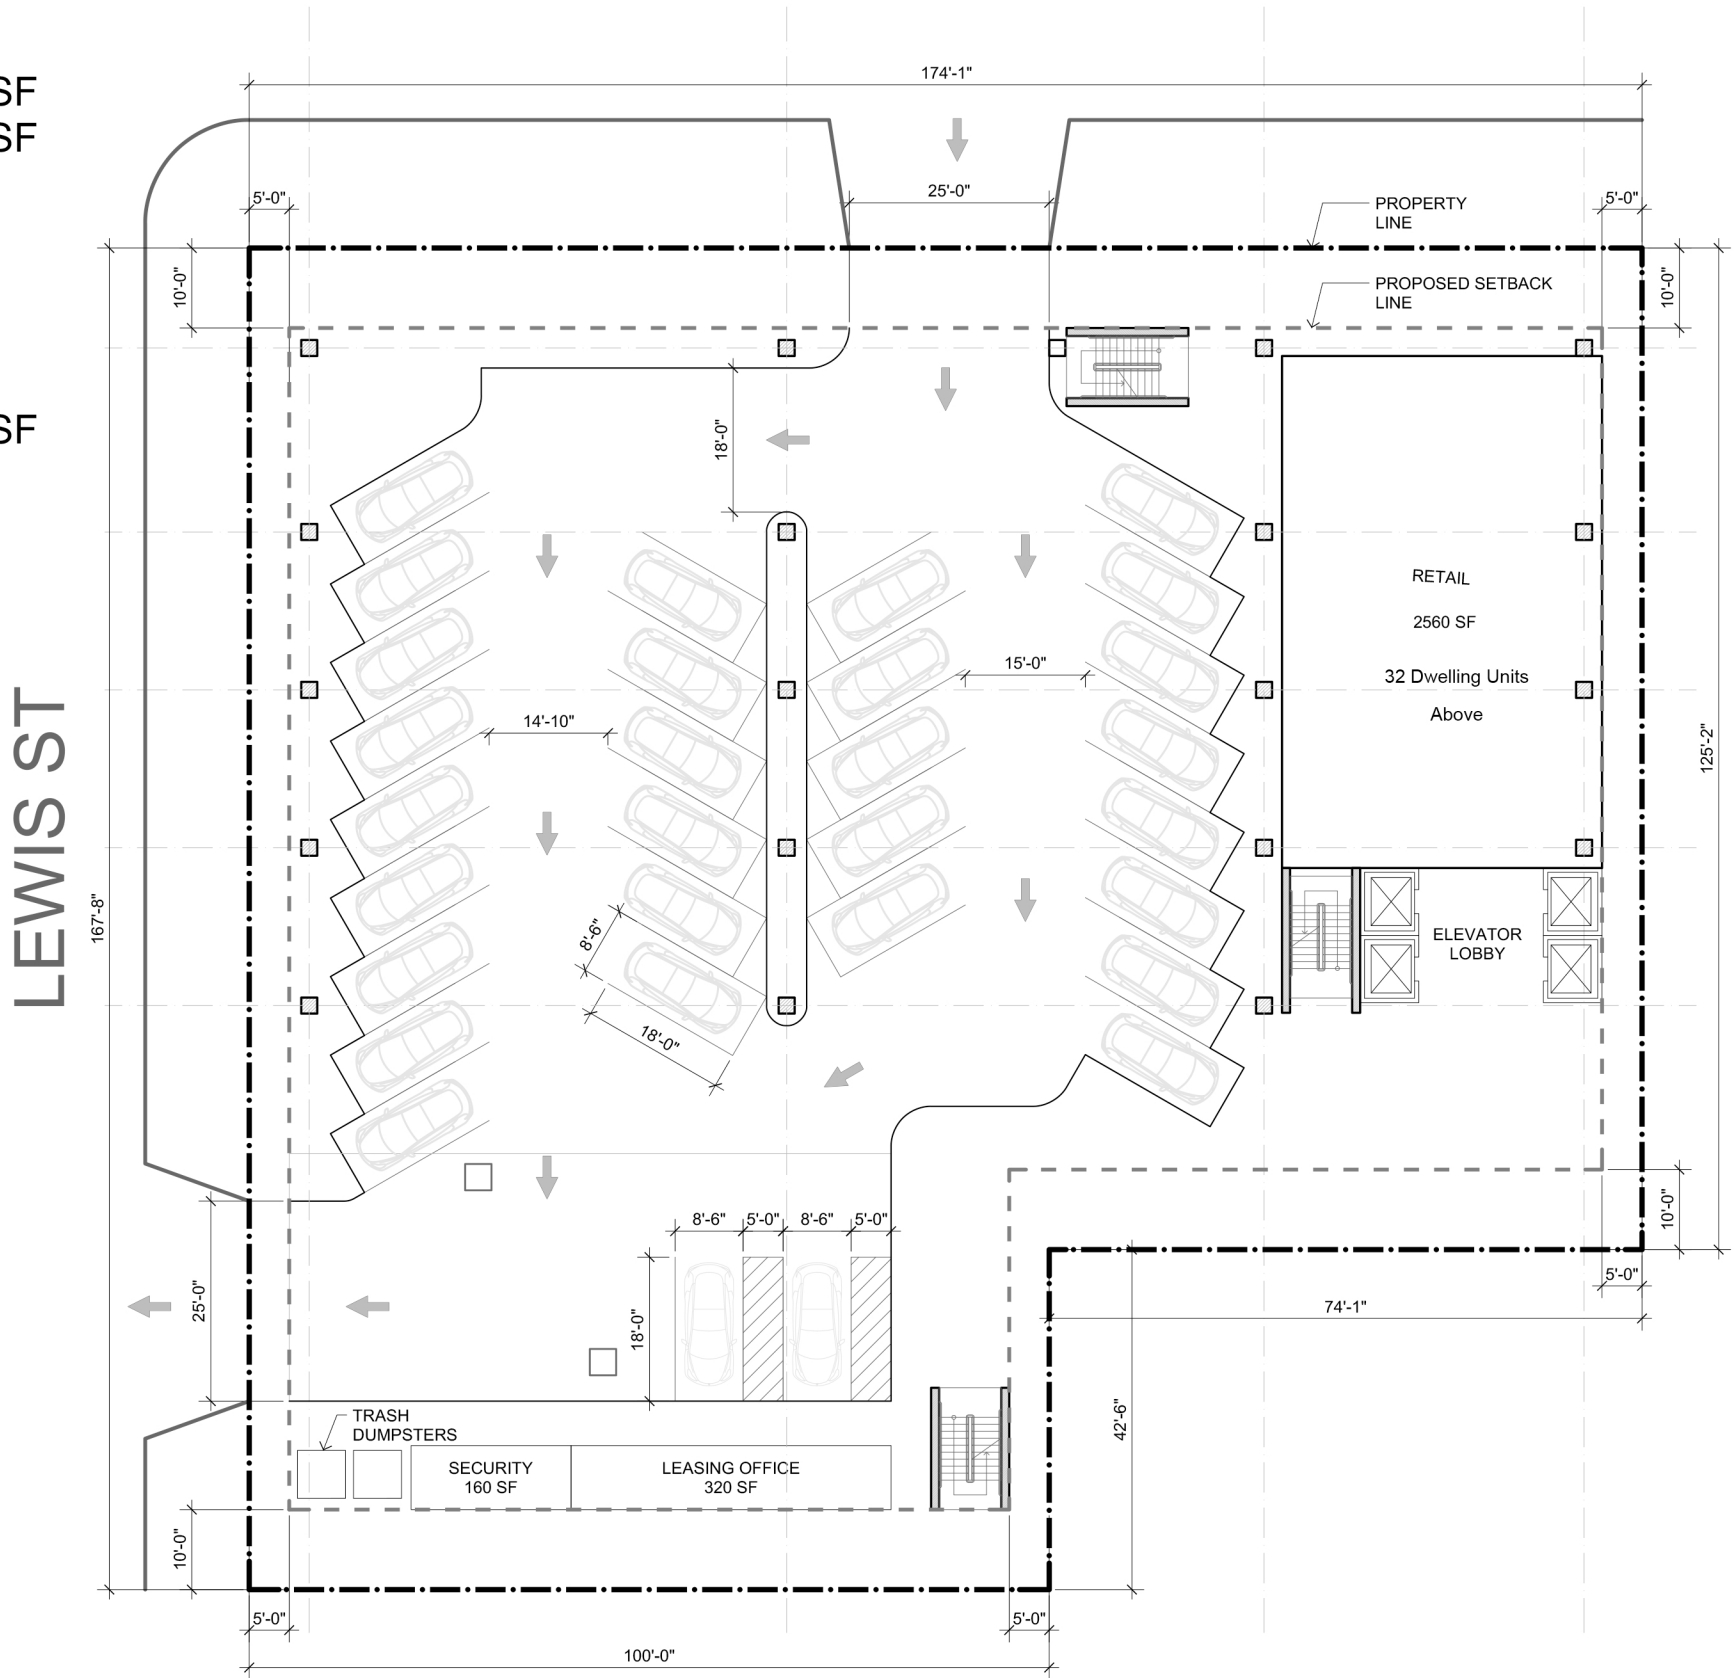 SF
SF
SF
174'-1"
5'-0"
25'-0"
PROPERTY
LINE
5'-0"
10'-0"
PROPOSED SETBACK
LINE
10'-0"
18'-0"
RETAIL
2560 SF
15'-0"
32 Dwelling Units
Above
14'-10"
125'-2"
LEWIS ST
167'-8"
8'-6"
ELEVATOR
LOBBY
18'-0"
8'-6"
5'-0"
8'-6"
5'-0"
10'-0"
25'-0"
18'-0"
5'-0"
74'-1"
42'-6"
TRASH
DUMPSTERS
SECURITY
160 SF
LEASING OFFICE
320 SF
10'-0"
5'-0"
5'-0"
100'-0"